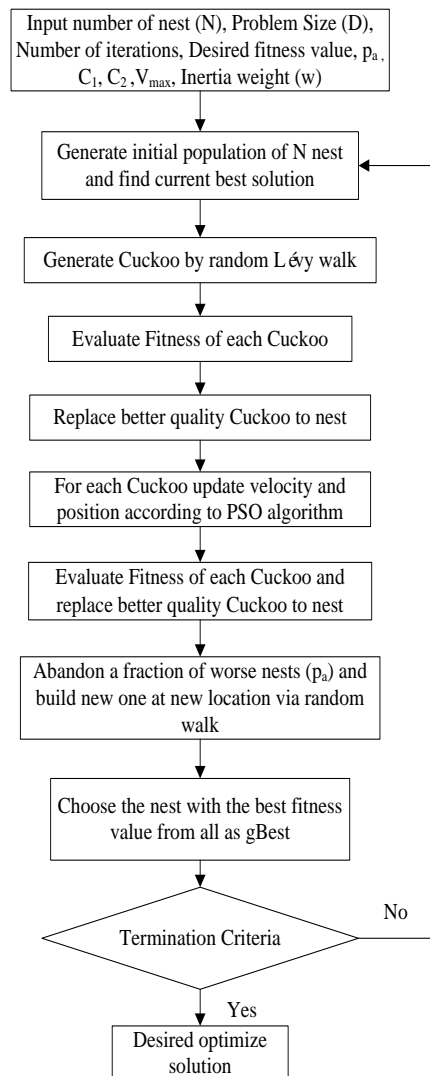 Input number of nest (N), Problem Size (D),
Number of iterations, Desired fitness value, pa ,
C1, C2 ,Vmax, Inertia weight (w)
Generate initial population of N nest
and find current best solution
Generate Cuckoo by random Lévy walk
Evaluate Fitness of each Cuckoo
Replace better quality Cuckoo to nest
For each Cuckoo update velocity and
position according to PSO algorithm
Evaluate Fitness of each Cuckoo and
replace better quality Cuckoo to nest
Abandon a fraction of worse nests (pa) and
build new one at new location via random
walk
Choose the nest with the best fitness
value from all as gBest
No
Termination Criteria
Yes
Desired optimize
solution